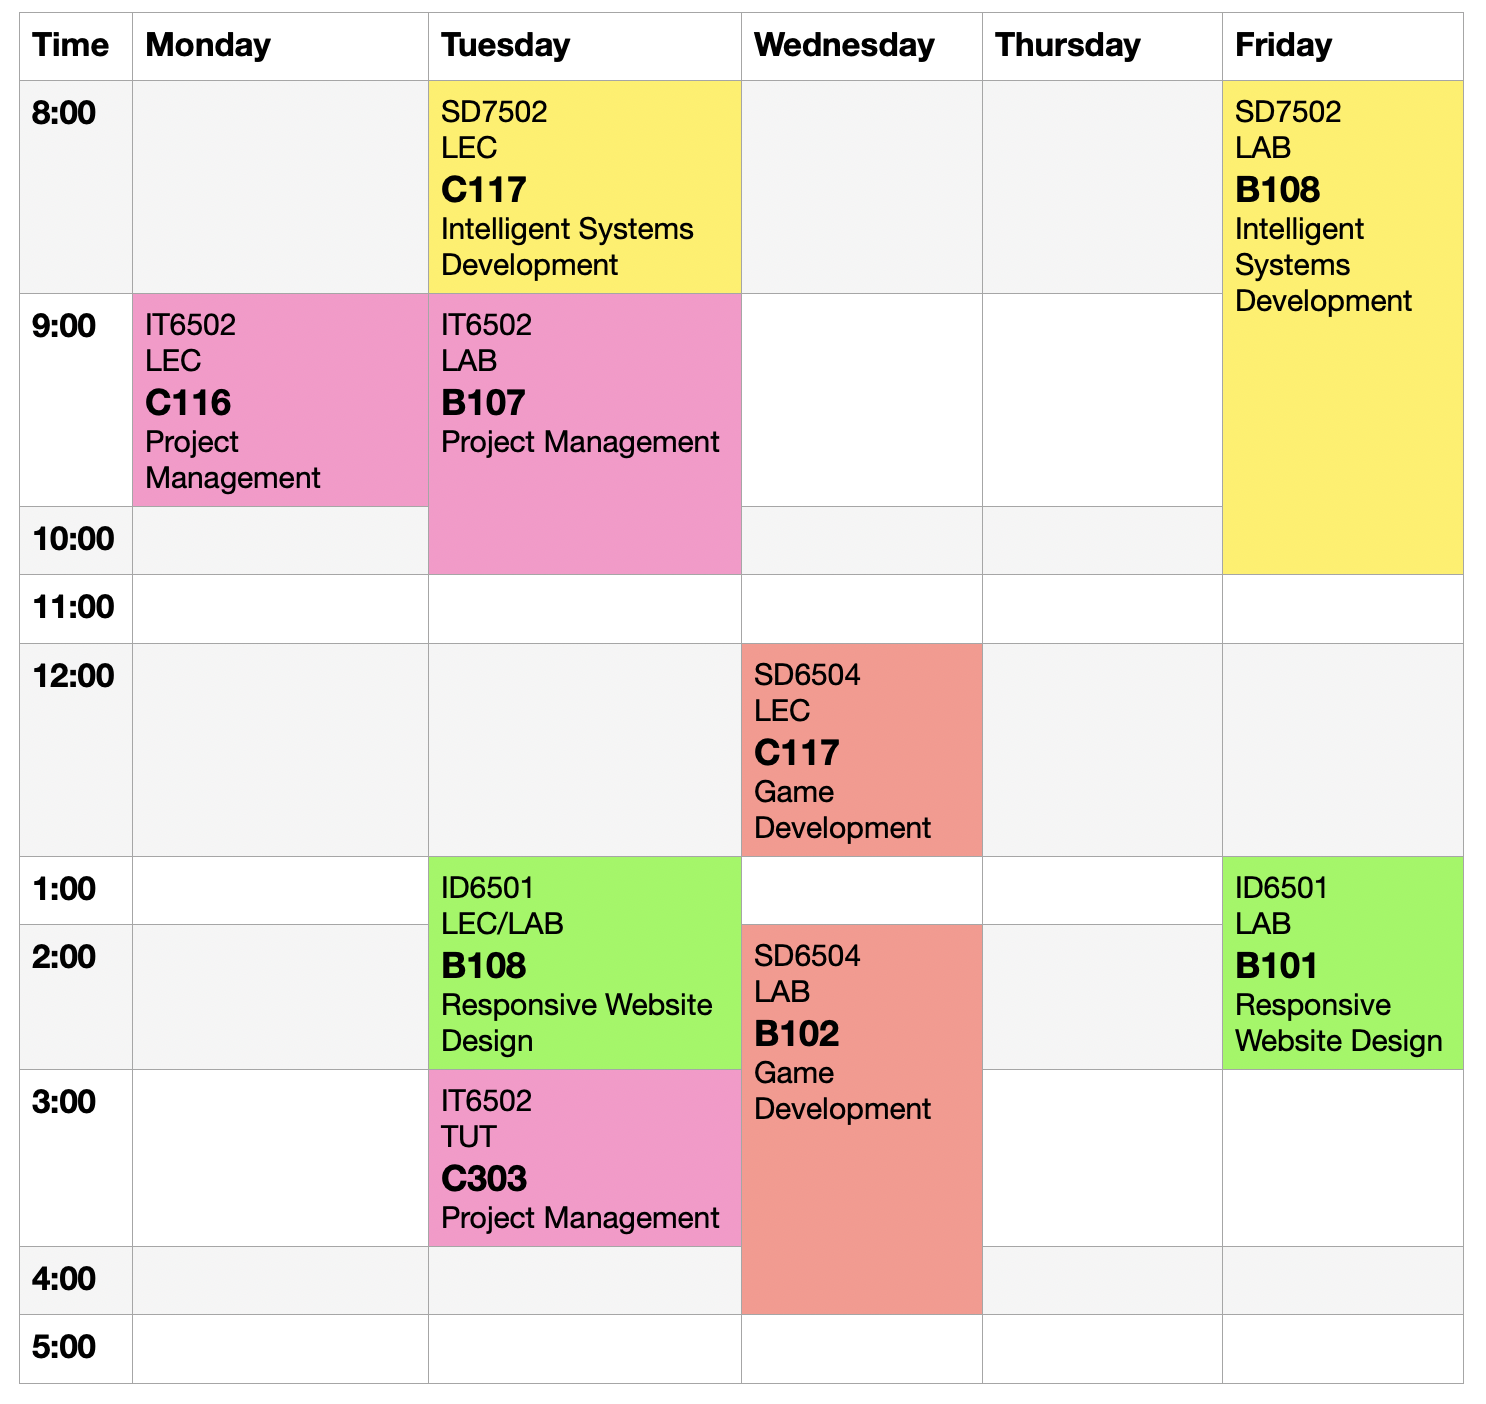 Time Monday Tuesday Wednesday Thursday Friday
8:00
SD7502
LEC
C117
Intelligent Systems
Development
SD7502
LAB
B108
Intelligent
Systems
Development
9:00
IT6502
LEC
C116
Project
Management
IT6502
LAB
B107
Project Management
10:00
11:00
12:00
SD6504
LEC
C117
Game
Development
1:00
ID6501
LEC/LAB
B108
Responsive Website
Design
ID6501
LAB
B101
Responsive
Website Design
2:00
SD6504
LAB
B102
Game
Development
3:00
IT6502
TUT
C303
Project Management
4:00
5:00